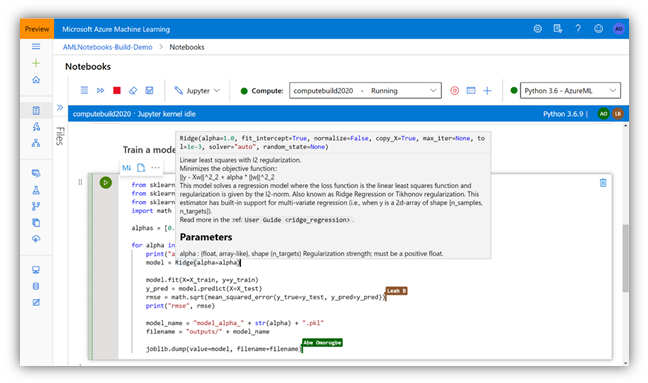 Preview
Microsoft Azure Machine Learning
AO
AMLNotebooks-Build-Demo > Notebooks
Notebooks
Jupyter
Compute:
computebuild2020 - Running
Python 3.6 - AzureML
computebuild2020 · Jupyter kernel idle
Python 3.6.9 |
AO
LB
Files
Train a mode
Ridge(alpha=1.0, fit_intercept=True, normalize=False, copy_X=True, max_iter=None, to
l=1e-3, solver="auto", random_state=None)
Linear least squares with l2 regularization.
Minimizes the objective function::
||y - Xw||^2_2 + alpha * ||w||^2_2
This model solves a regression model where the loss function is the linear least squares function and
regularization is given by the l2-norm. Also known as Ridge Regression or Tikhonov regularization. This
estimator has built-in support for multi-variate regression (i.e., when y is a 2d-array of shape [n_samples,
n_targets]).
Read more in the :ref: User Guide <ridge_regression> .
Parameters
alpha : {float, array-like}, shape (n_targets) Regularization strength; must be a positive float.
M↓
from sklearn
from sklearn
from sklearn
import math
alphas = [0.
for alpha in
print("a
model = Ridge(alpha=alpha)
model.fit(X=X_train, y=y_train)
y_pred = model.predict(X=X_test)
rmse = math.sqrt(mean_squared_error(y_true=y_test, y_pred=y_pred))
Leah B
print("rmse", rmse)
model_name = "model_alpha_" + str(alpha) + ".pkl"
filename = "outputs/" + model_name
Abe Omorogbe
joblib.dump(value=model, filename=filename)